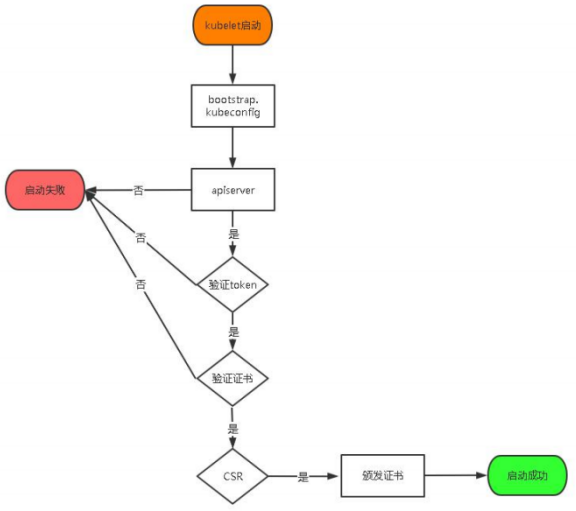 kubelet启动
bootstrap.
kubeconfig
启动失败
否
apiserver
是
否
验证token
否
是
验证证书
是
CSR
是
颁发证书
启动成功